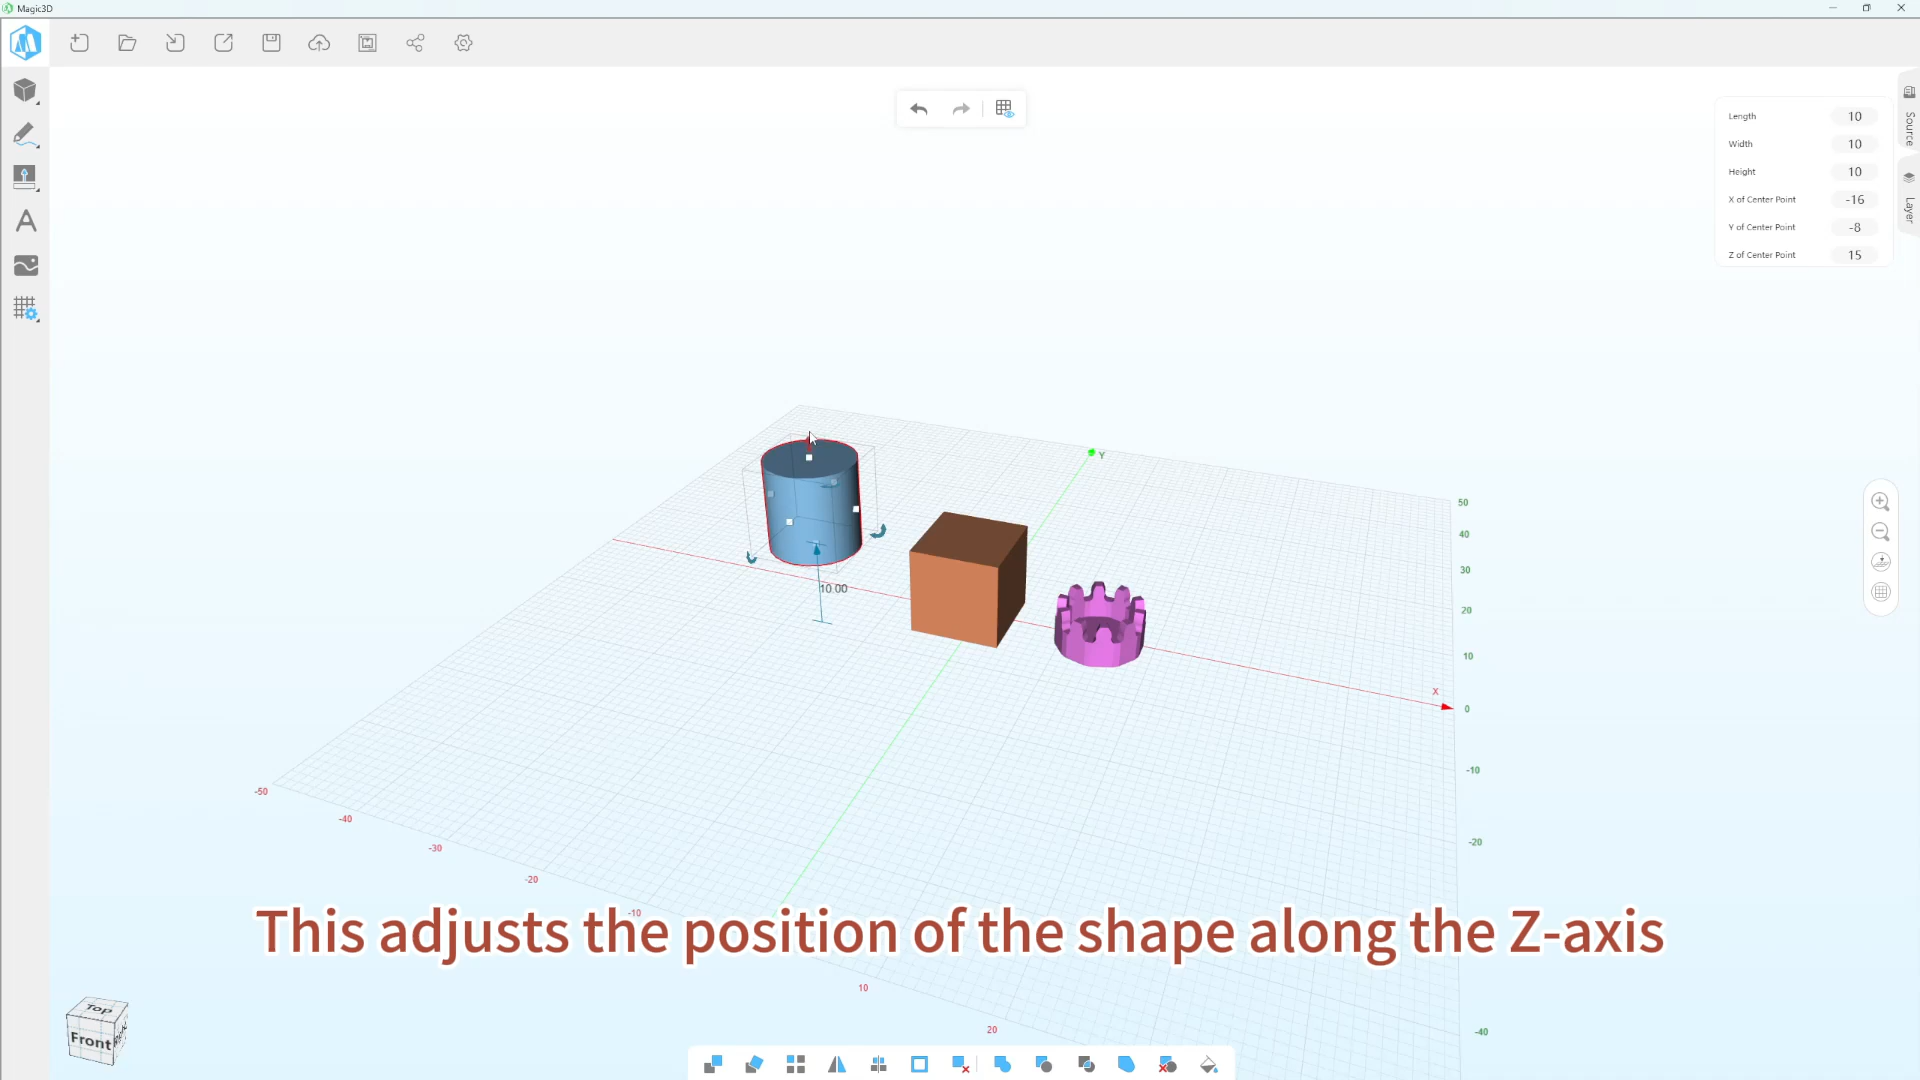 Magic3D
Length 10
Width 10
Height 10
X of Center Point -16
Y of Center Point -8
Z of Center Point 15
Source
Layer
Y
10.00
X
50
40
30
20
10
0
-10
-20
-40
-50
-40
-30
-20
-10
10
20
This adjusts the position of the shape along the Z-axis
Top
Front